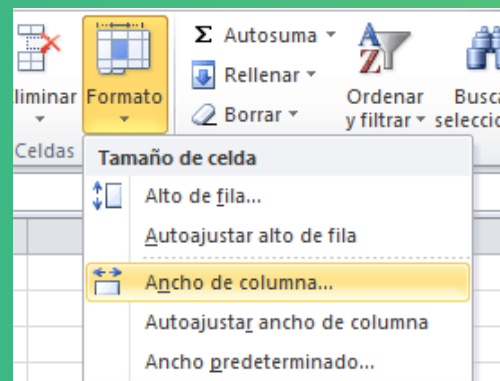 Σ Autosuma
Rellenar
Borrar
liminar
Formato
Ordenar
y filtrar
Busca
seleccio
Celdas
Tamaño de celda
Alto de fila...
Autoajustar alto de fila
Ancho de columna...
Autoajustar ancho de columna
Ancho predeterminado...